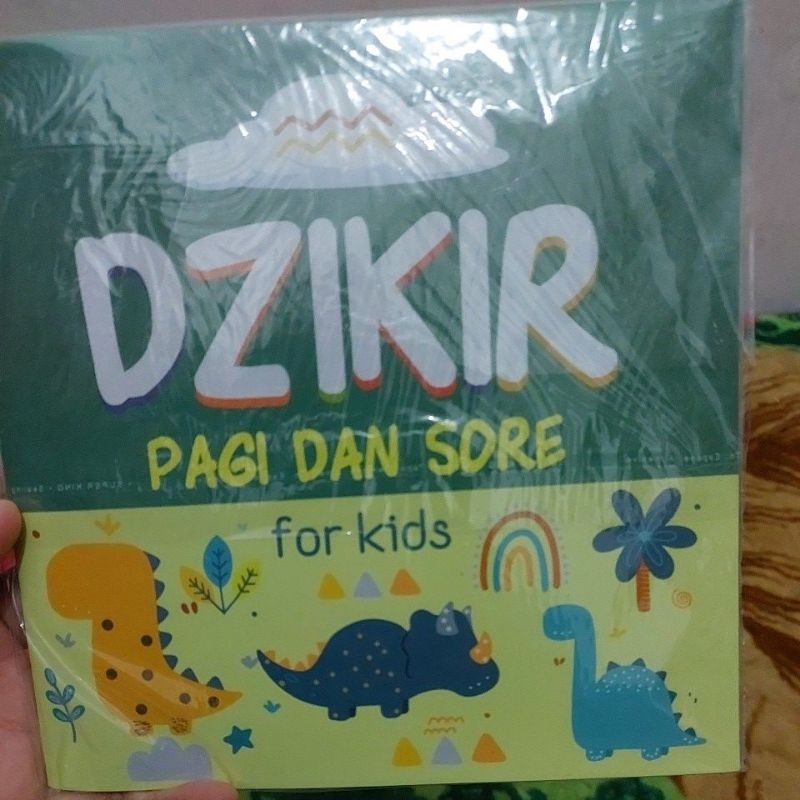 DZIKIR
PAGI DAN SORE
for kids